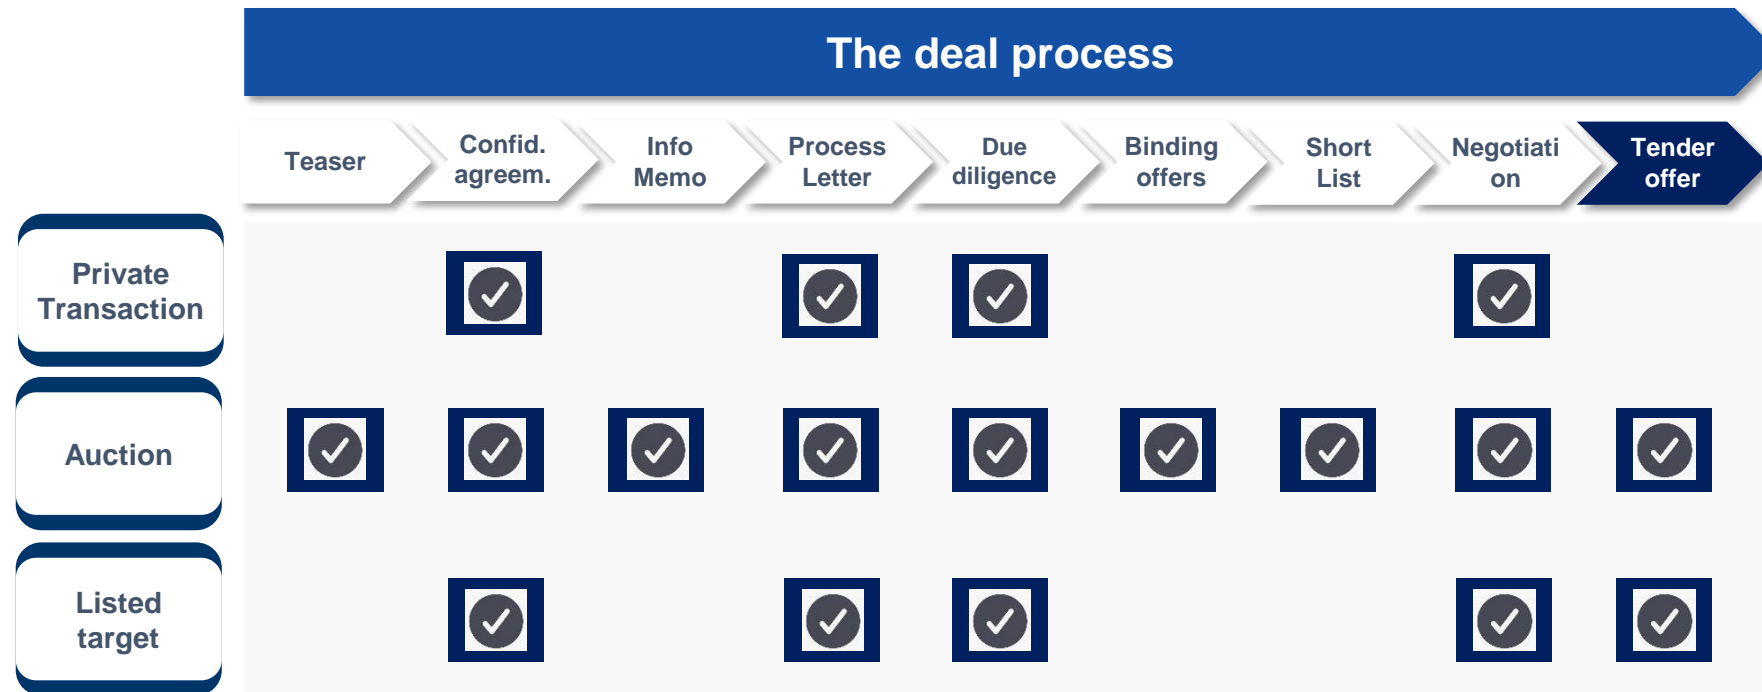 The deal process
Teaser
Confid.
agreem.
Info
Memo
Process
Letter
Due
diligence
Binding
offers
Short
List
Negotiati
on
Tender
offer
Private
Transaction
Auction
Listed
target